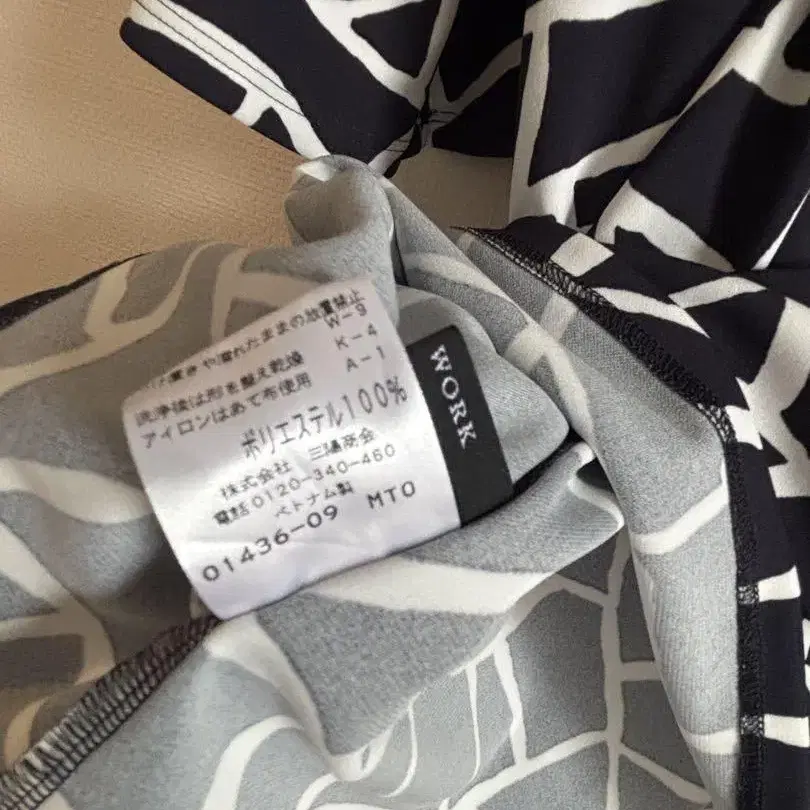 置きや濡れたままの放置禁止
洗浄後は形を整え乾燥
アイロンはあて布使用
W-9
K-4
A-1
ポリエステル100%
株式会社 三陽商会
電話0120-340-460
ベトナム製
01436-09 MTO
WORK